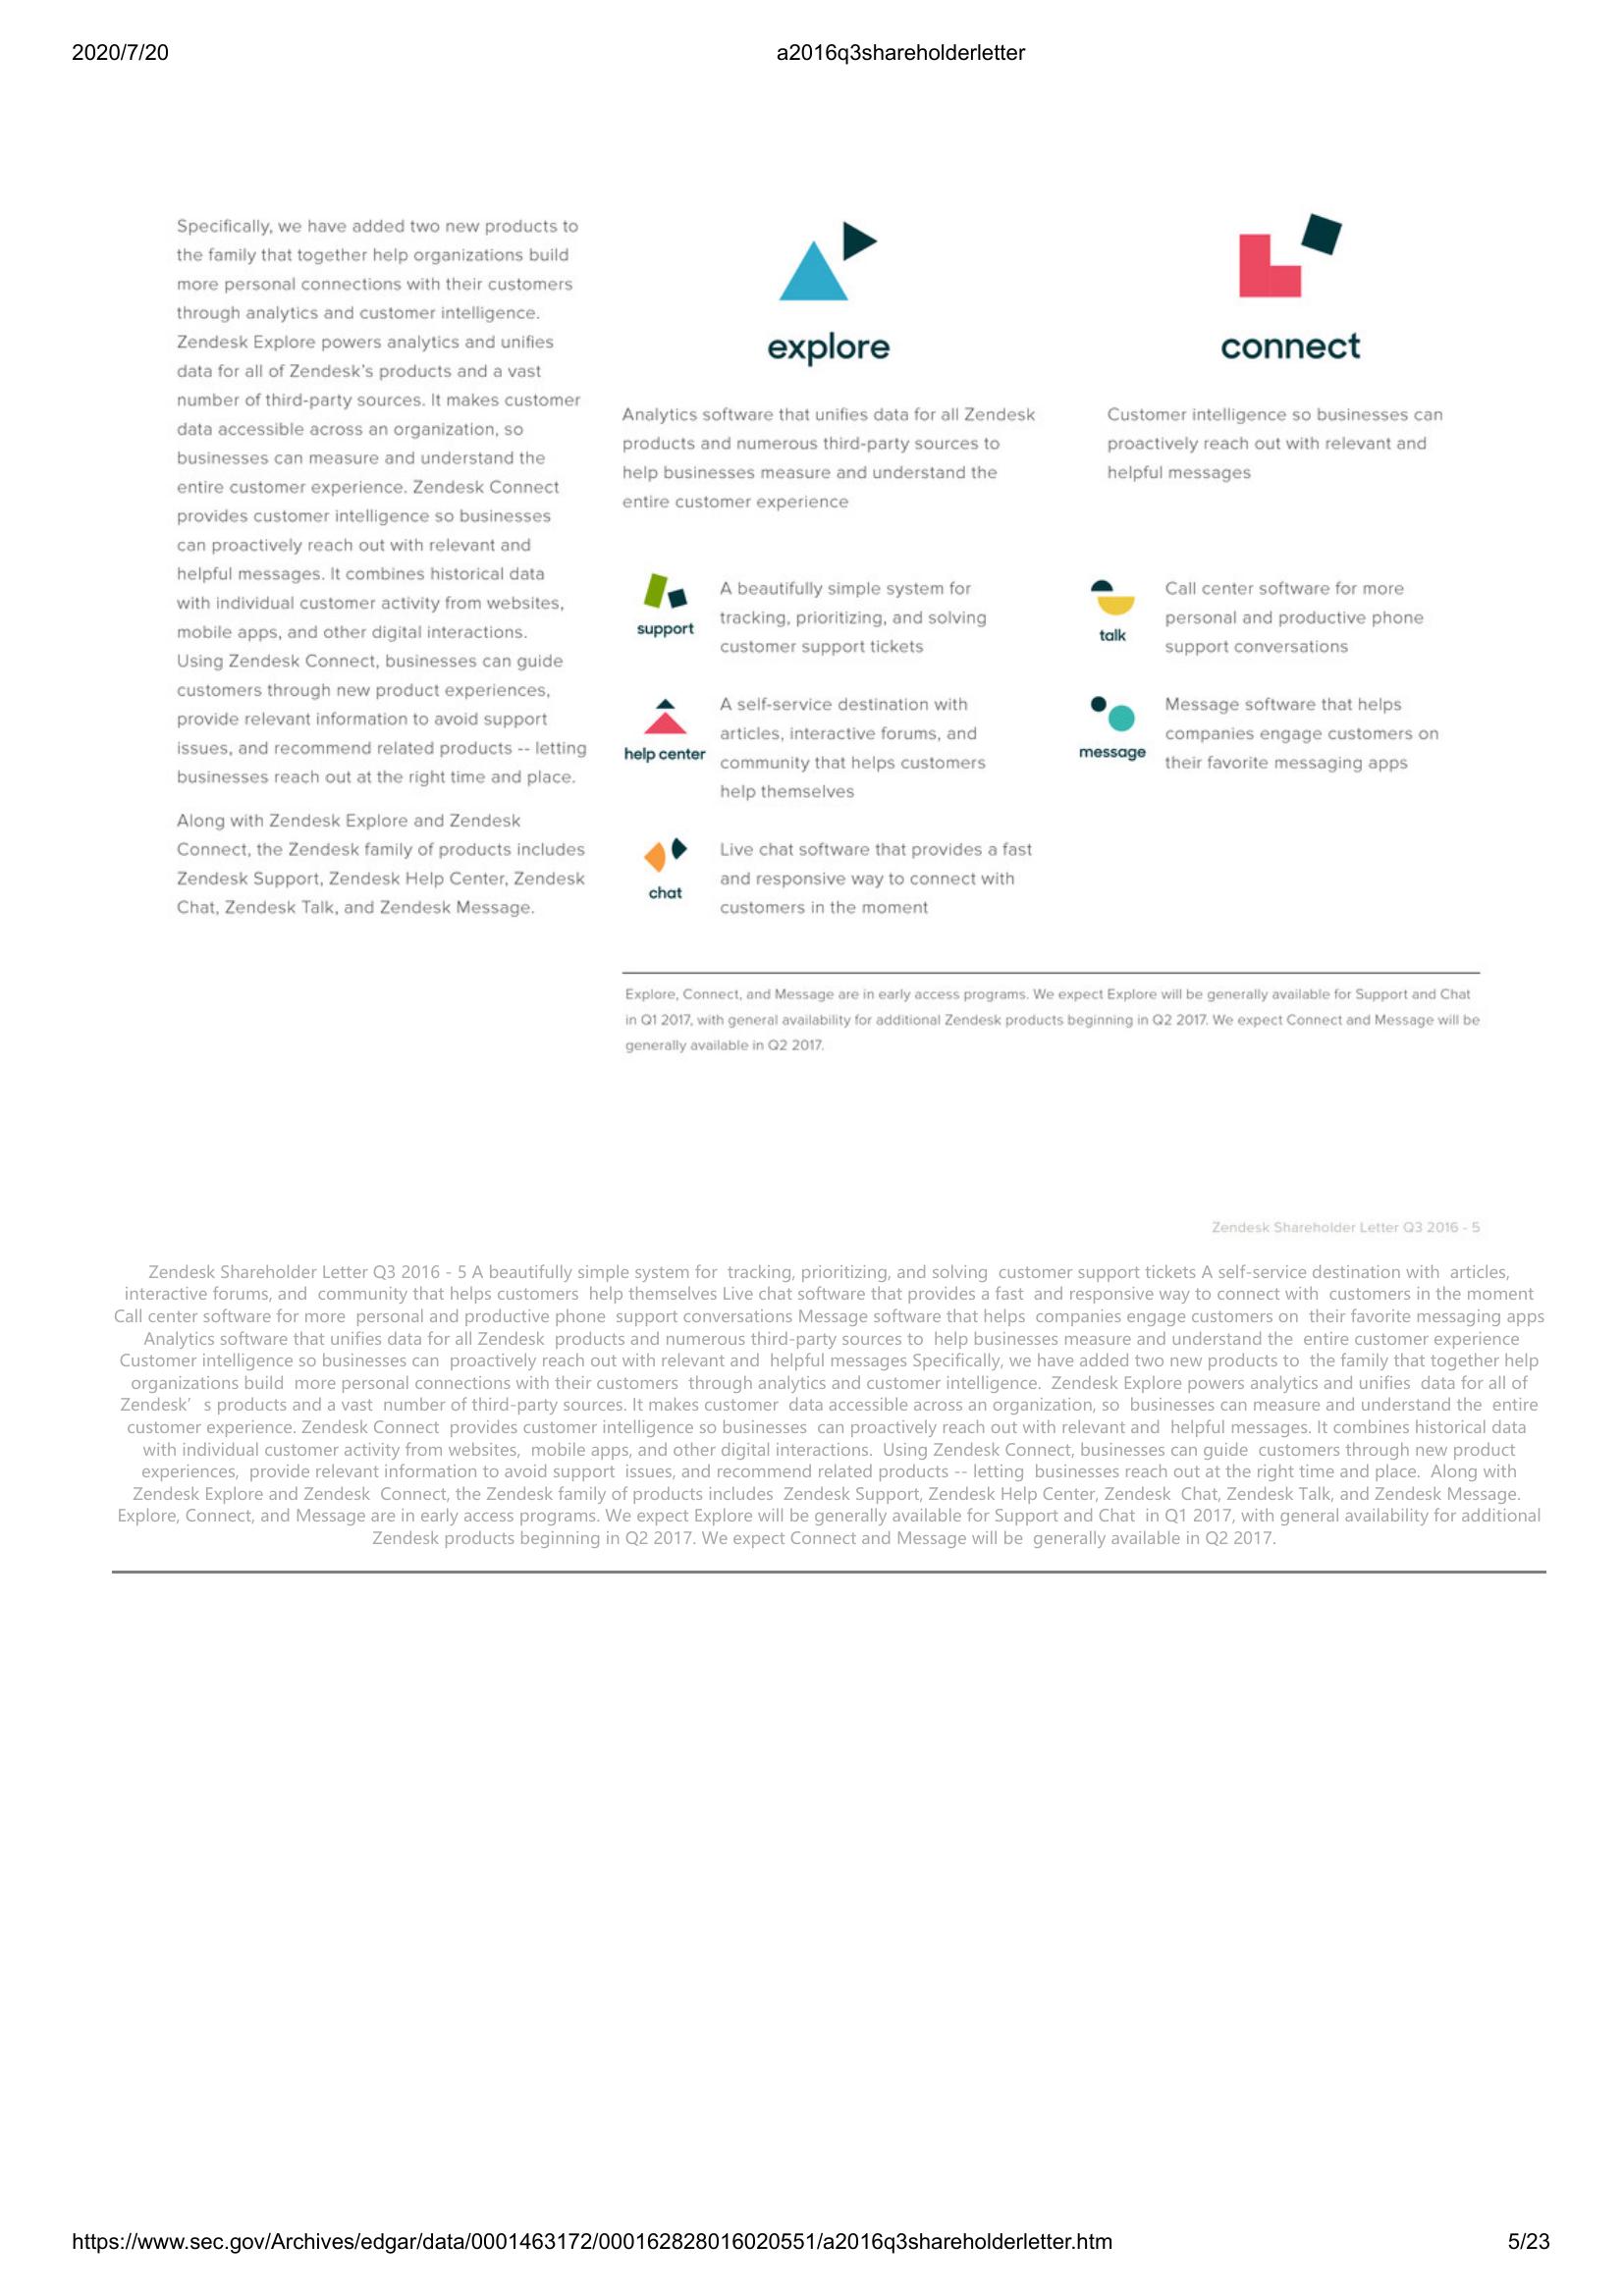 2020/7/20
a2016q3shareholderletter
Specifically, we have added two new products to
the family that together help organizations build
more personal connections with their customers
through analytics and customer intelligence.
Zendesk Explore powers analytics and unifies
data for all of Zendesk's products and a vast
number of third-party sources. It makes customer
data accessible across an organization, so
businesses can measure and understand the
entire customer experience. Zendesk Connect
provides customer intelligence so businesses
can proactively reach out with relevant and
helpful messages. It combines historical data
with individual customer activity from websites,
mobile apps, and other digital interactions.
Using Zendesk Connect, businesses can guide
customers through new product experiences,
provide relevant information to avoid support
issues, and recommend related products -- letting
businesses reach out at the right time and place.
Along with Zendesk Explore and Zendesk
Connect, the Zendesk family of products includes
Zendesk Support, Zendesk Help Center, Zendesk
Chat, Zendesk Talk, and Zendesk Message.
explore
Analytics software that unifies data for all Zendesk
products and numerous third-party sources to
help businesses measure and understand the
entire customer experience
connect
Customer intelligence so businesses can
proactively reach out with relevant and
helpful messages
support
A beautifully simple system for
tracking, prioritizing, and solving
customer support tickets
help center
A self-service destination with
articles, interactive forums, and
community that helps customers
help themselves
chat
Live chat software that provides a fast
and responsive way to connect with
customers in the moment
talk
Call center software for more
personal and productive phone
support conversations
message
Message software that helps
companies engage customers on
their favorite messaging apps
Explore, Connect, and Message are in early access programs. We expect Explore will be generally available for Support and Chat
in Q1 2017, with general availability for additional Zendesk products beginning in Q2 2017. We expect Connect and Message will be
generally available in Q2 2017.
Zendesk Shareholder Letter Q3 2016 - 5
Zendesk Shareholder Letter Q3 2016 - 5 A beautifully simple system for tracking, prioritizing, and solving customer support tickets A self-service destination with articles,
interactive forums, and community that helps customers help themselves Live chat software that provides a fast and responsive way to connect with customers in the moment
Call center software for more personal and productive phone support conversations Message software that helps companies engage customers on their favorite messaging apps
Analytics software that unifies data for all Zendesk products and numerous third-party sources to help businesses measure and understand the entire customer experience
Customer intelligence so businesses can proactively reach out with relevant and helpful messages Specifically, we have added two new products to the family that together help
organizations build more personal connections with their customers through analytics and customer intelligence. Zendesk Explore powers analytics and unifies data for all of
Zendesk’ s products and a vast number of third-party sources. It makes customer data accessible across an organization, so businesses can measure and understand the entire
customer experience. Zendesk Connect provides customer intelligence so businesses can proactively reach out with relevant and helpful messages. It combines historical data
with individual customer activity from websites, mobile apps, and other digital interactions. Using Zendesk Connect, businesses can guide customers through new product
experiences, provide relevant information to avoid support issues, and recommend related products -- letting businesses reach out at the right time and place. Along with
Zendesk Explore and Zendesk Connect, the Zendesk family of products includes Zendesk Support, Zendesk Help Center, Zendesk Chat, Zendesk Talk, and Zendesk Message.
Explore, Connect, and Message are in early access programs. We expect Explore will be generally available for Support and Chat in Q1 2017, with general availability for additional
Zendesk products beginning in Q2 2017. We expect Connect and Message will be generally available in Q2 2017.
https://www.sec.gov/Archives/edgar/data/0001463172/000162828016020551/a2016q3shareholderletter.htm
5/23